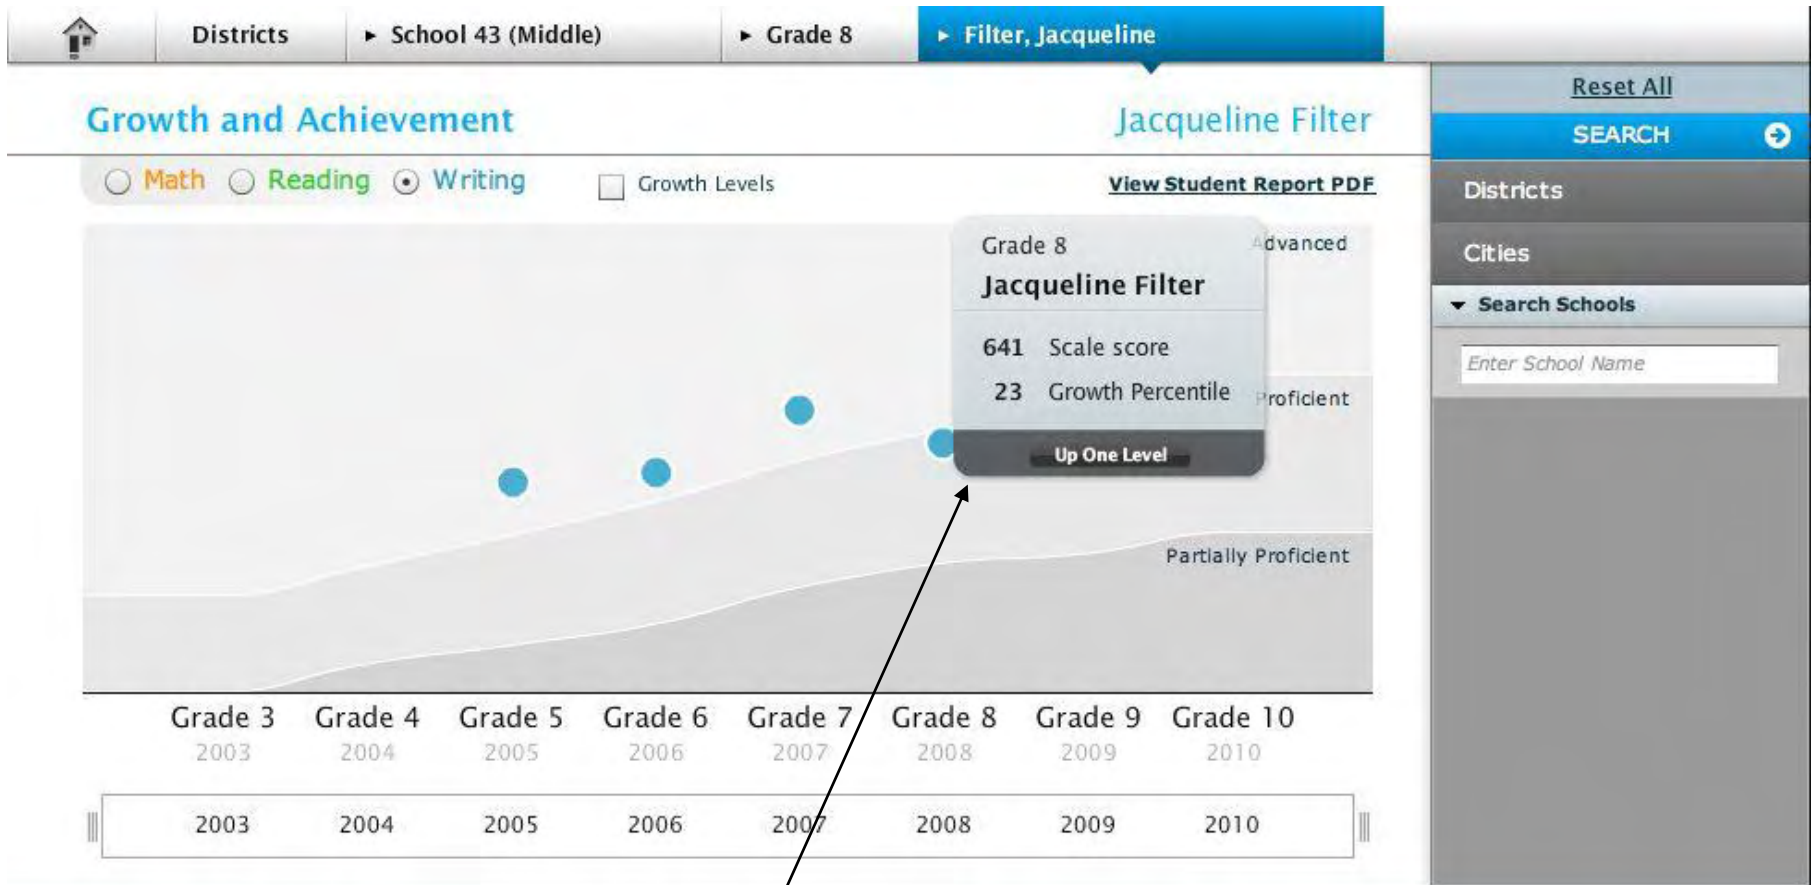 Districts ► School 43 (Middle) ► Grade 8 ► Filter, Jacqueline
Reset All
Growth and Achievement
Jacqueline Filter
SEARCH
Math Reading Writing Growth Levels
View Student Report PDF
Districts
Cities
Search Schools
Enter School Name
Advanced
Grade 8
Jacqueline Filter
641 Scale score
23 Growth Percentile
Up One Level
Proficient
Partially Proficient
Grade 3 Grade 4 Grade 5 Grade 6 Grade 7 Grade 8 Grade 9 Grade 10
2003 2004 2005 2006 2007 2008 2009 2010
2003 2004 2005 2006 2007 2008 2009 2010